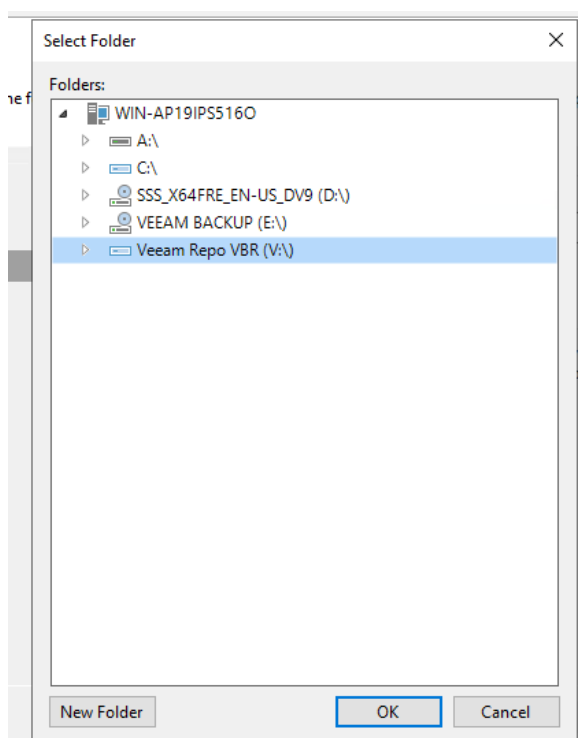 Select Folder
Folders:
WIN-AP19IPS516O
A:\
C:\
SSS_X64FRE_EN-US_DV9 (D:\)
VEEAM BACKUP (E:\)
Veeam Repo VBR (V:\)
New Folder
OK
Cancel